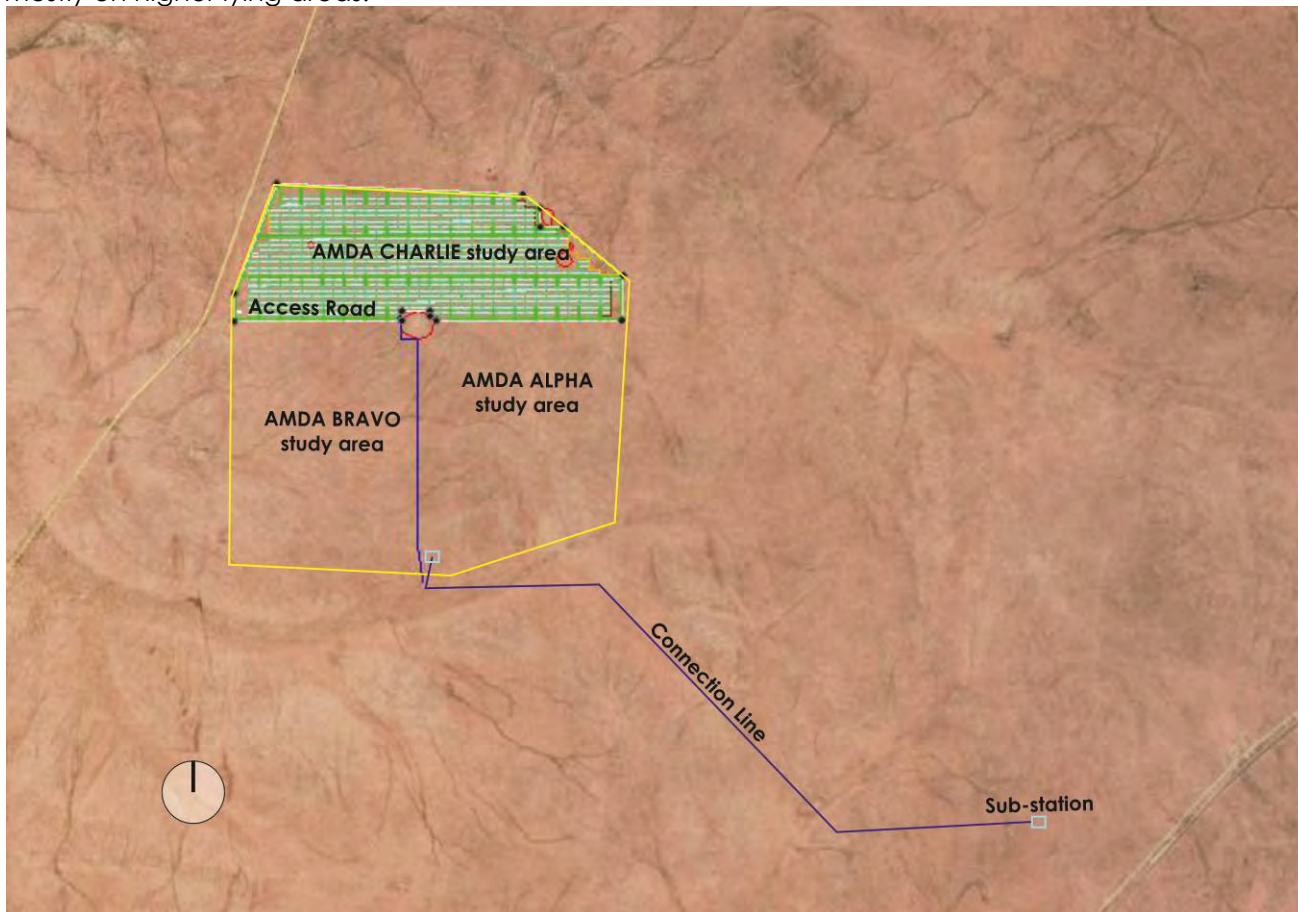 mostly on higher lying areas.
AMDA CHARLIE study area
Access Road
AMDA ALPHA
study area
AMDA BRAVO
study area
Connection Line
Sub-station